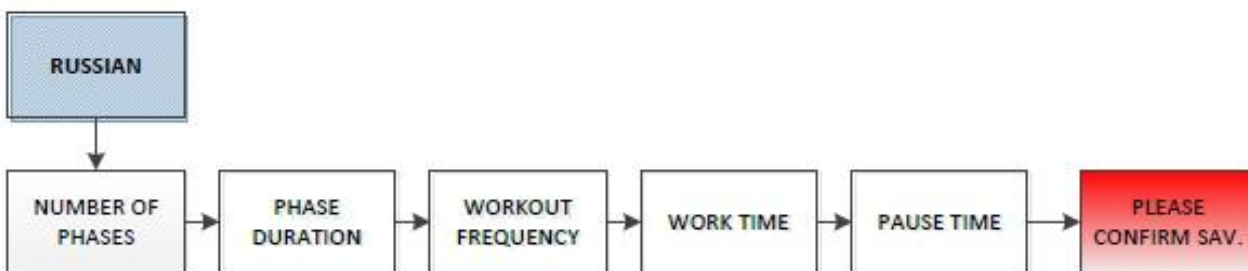 RUSSIAN
NUMBER OF
PHASES
PHASE
DURATION
WORKOUT
FREQUENCY
WORK TIME
PAUSE TIME
PLEASE
CONFIRM SAV.